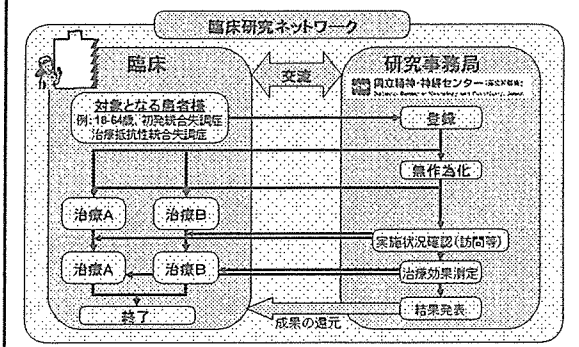 臨床研究ネットワーク
臨床
研究事務局
交流
国立精神・神経センター
対象となる患者様
例：18-64歳、初発統合失調症
治療抵抗性統合失調症
登録
無作為化
治療A
治療B
実施状況確認(訪問等)
治療A
治療B
治療効果測定
終了
成果の還元
結果発表